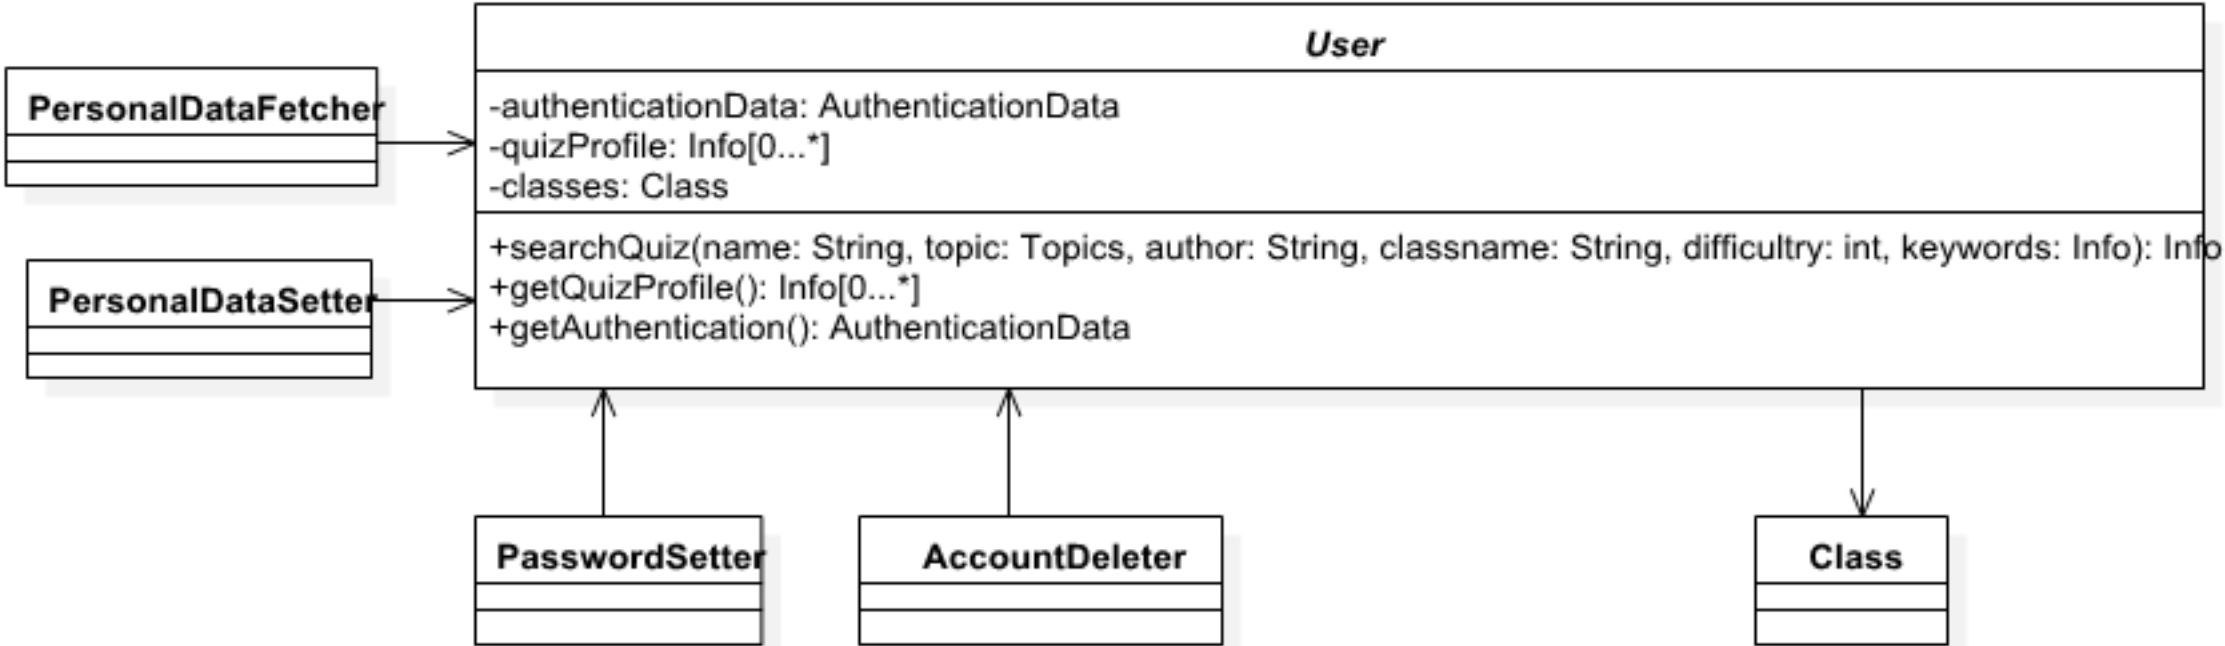 User
-authenticationData: AuthenticationData
-quizProfile: Info[0...*]
-classes: Class
+searchQuiz(name: String, topic: Topics, author: String, classname: String, difficultry: int, keywords: Info): Info
+getQuizProfile(): Info[0...*]
+getAuthentication(): AuthenticationData
PersonalDataFetcher
PersonalDataSetter
PasswordSetter
AccountDeleter
Class